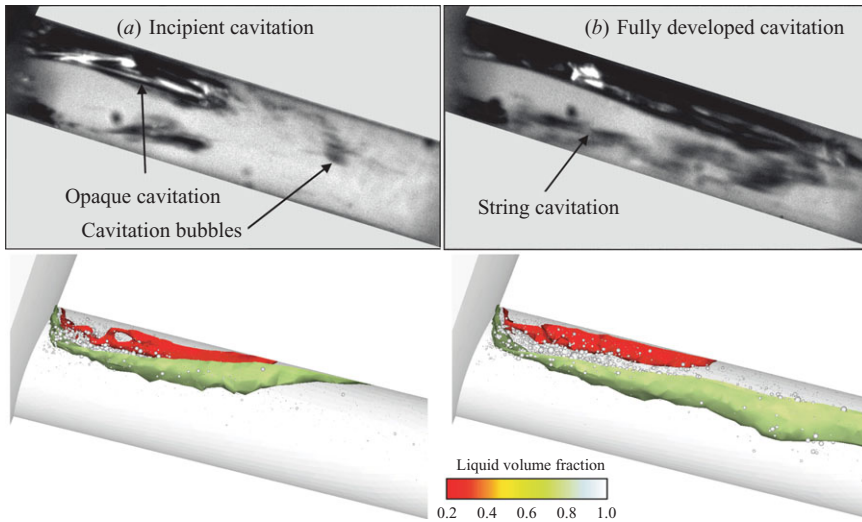 (a) Incipient cavitation
(b) Fully developed cavitation
Opaque cavitation
Cavitation bubbles
String cavitation
Liquid volume fraction
0.2 0.4 0.6 0.8 1.0